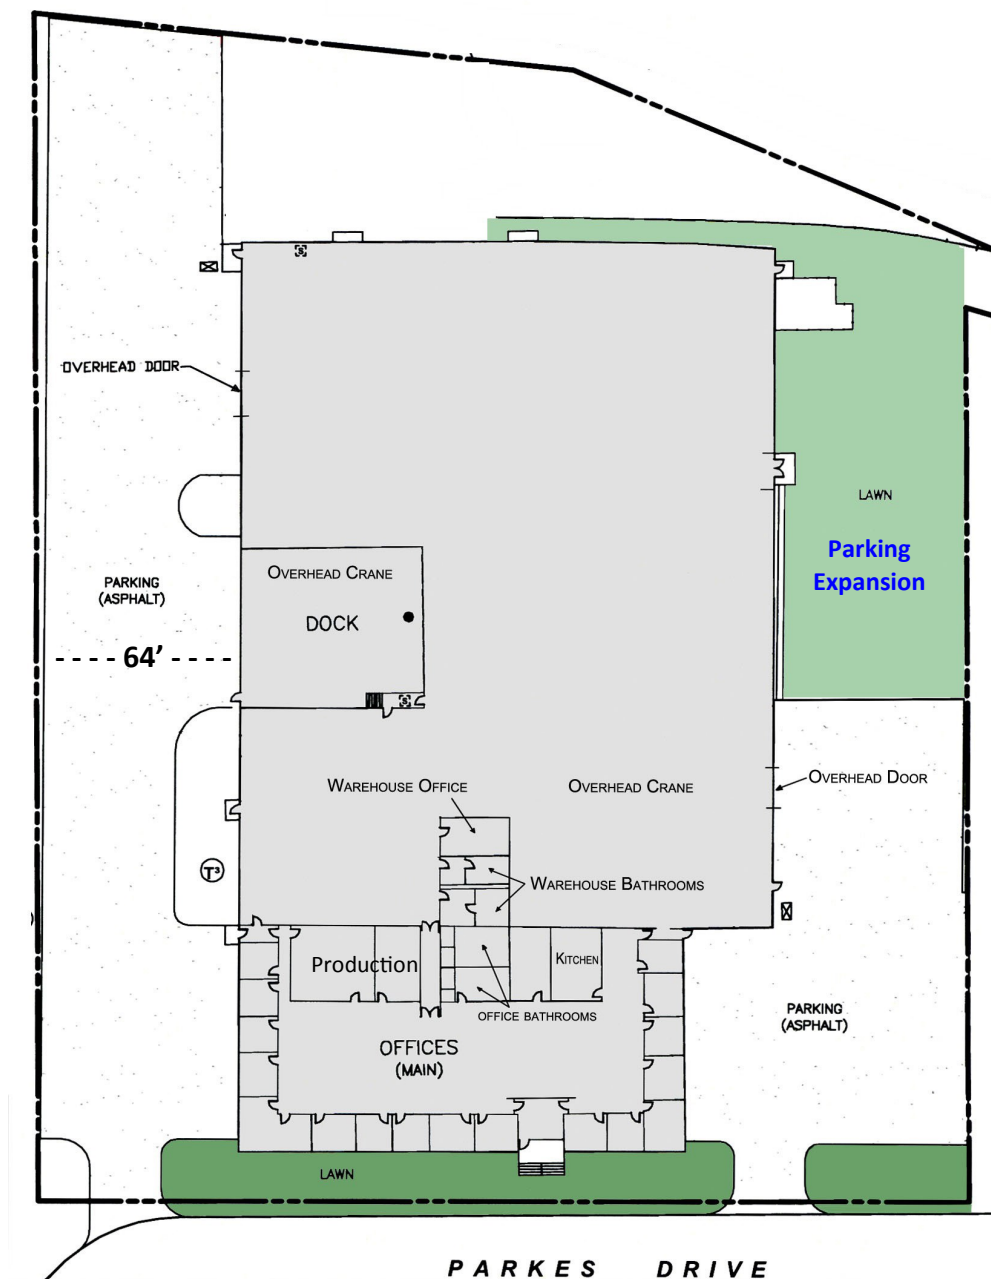 OVERHEAD DOOR
LAWN
Parking
Expansion
OVERHEAD CRANE
DOCK
PARKING
(ASPHALT)
- - - - 64’ - - - -
WAREHOUSE OFFICE
OVERHEAD CRANE
OVERHEAD DOOR
T³
WAREHOUSE BATHROOMS
Production
KITCHEN
OFFICE BATHROOMS
PARKING
(ASPHALT)
OFFICES
(MAIN)
LAWN
PARKES DRIVE